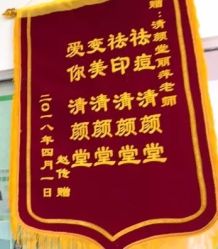 赠：清颜堂丽萍老师
祛痘 清颜堂
祛印 清颜堂
变美 清颜堂
爱你 清颜堂
赵传 赠
二〇一八年四月一日